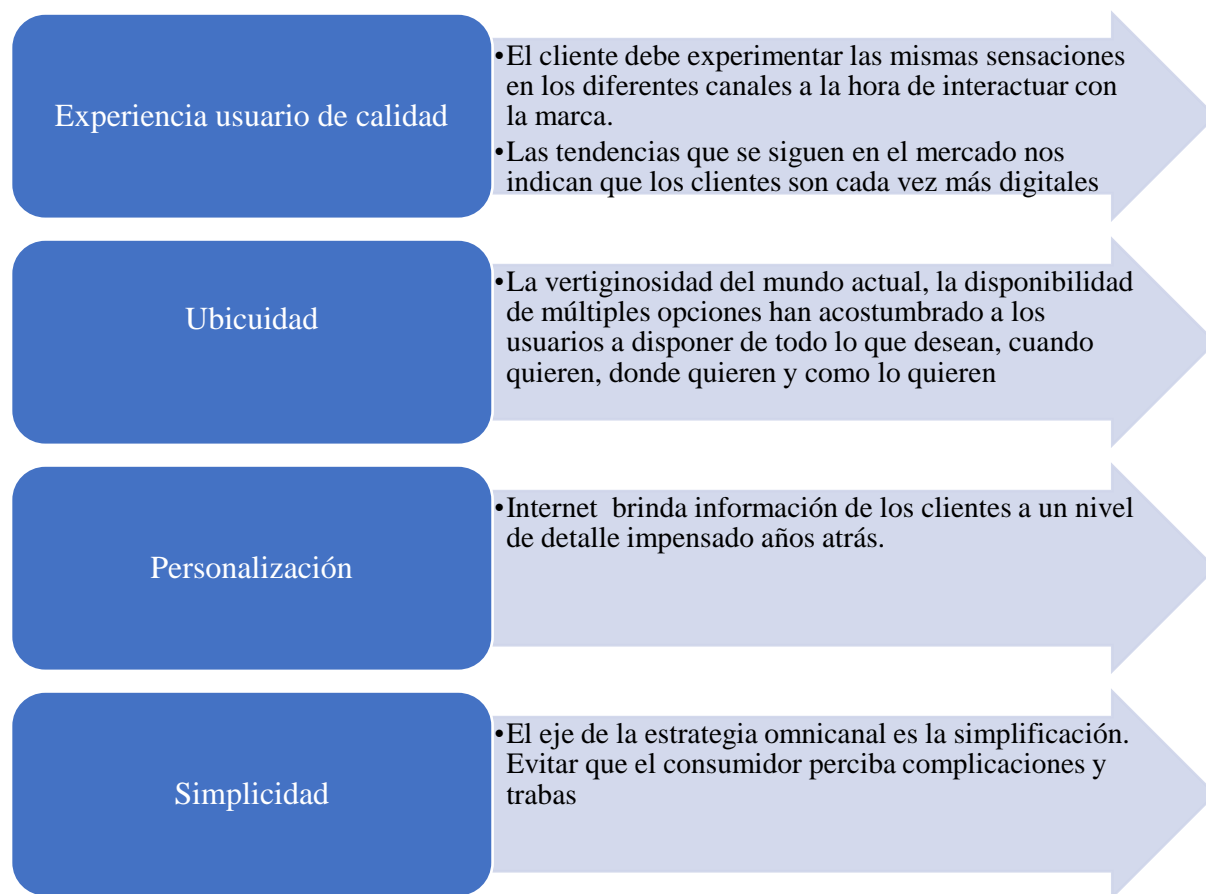 Experiencia usuario de calidad
•El cliente debe experimentar las mismas sensaciones
en los diferentes canales a la hora de interactuar con
la marca.
•Las tendencias que se siguen en el mercado nos
indican que los clientes son cada vez más digitales
Ubicuidad
•La vertiginosidad del mundo actual, la disponibilidad
de múltiples opciones han acostumbrado a los
usuarios a disponer de todo lo que desean, cuando
quieren, donde quieren y como lo quieren
Personalización
•Internet  brinda información de los clientes a un nivel
de detalle impensado años atrás.
Simplicidad
•El eje de la estrategia omnicanal es la simplificación.
Evitar que el consumidor perciba complicaciones y
trabas